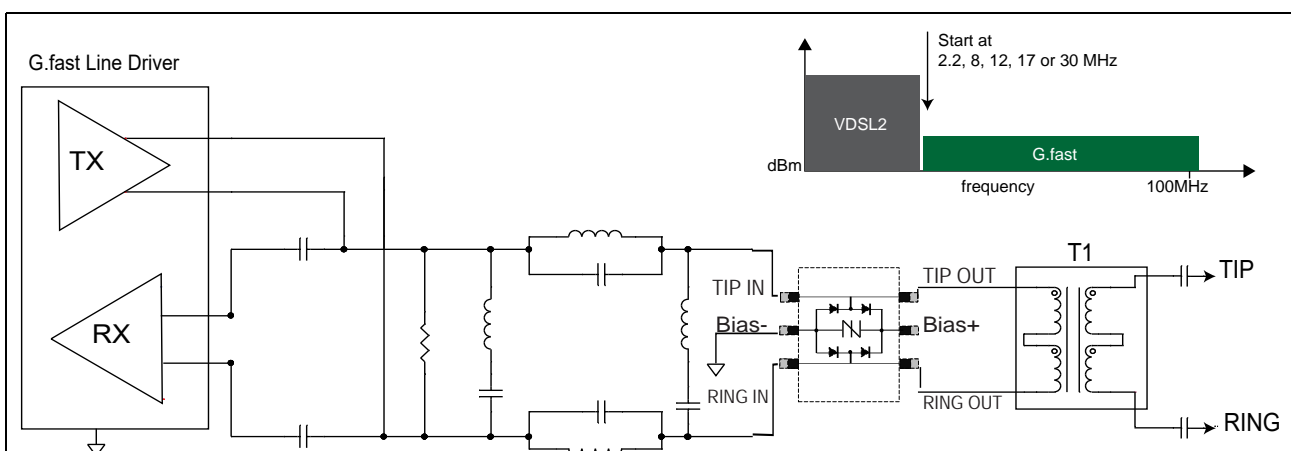 G.fast Line Driver
TX
RX
Start at
2.2, 8, 12, 17 or 30 MHz
VDSL2
G.fast
dBm
frequency
100MHz
TIP IN
Bias-
RING IN
TIP OUT
Bias+
RING OUT
T1
TIP
RING